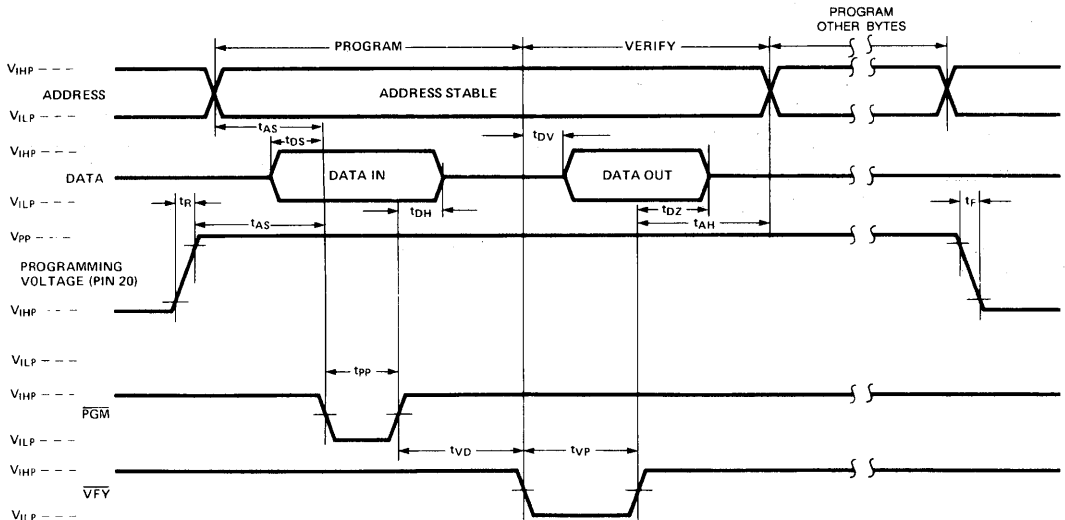 PROGRAM
OTHER BYTES
PROGRAM
VERIFY
VIHP
ADDRESS
ADDRESS STABLE
VILP
tAS
tDS
tDV
VIHP
DATA
DATA IN
DATA OUT
VILP
tR
tDH
tDZ
tF
tAS
tAH
VPP
PROGRAMMING
VOLTAGE (PIN 20)
VIHP
VILP
tPP
VIHP
PGM
VILP
tVD
tVP
VIHP
VFY
VILP